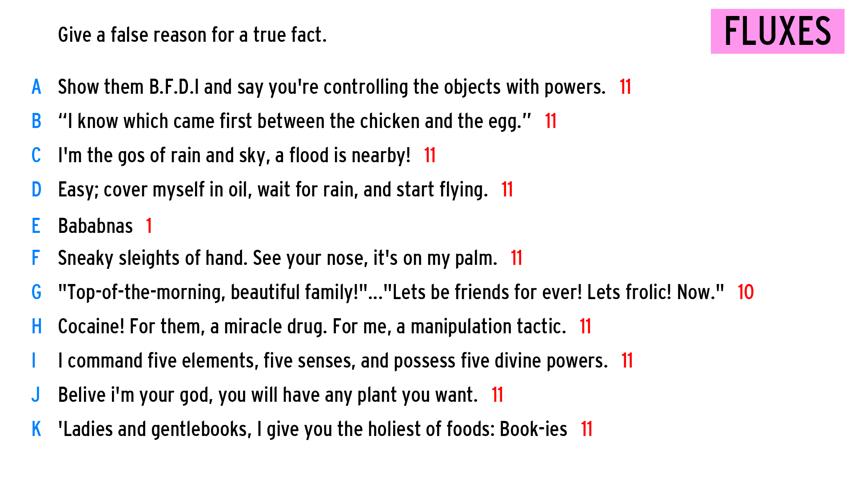 Give a false reason for a true fact.
FLUXES
A Show them B.F.D.I and say you're controlling the objects with powers. 11
B “I know which came first between the chicken and the egg.” 11
C I'm the gos of rain and sky, a flood is nearby! 11
D Easy; cover myself in oil, wait for rain, and start flying. 11
E Bababnas 1
F Sneaky sleights of hand. See your nose, it's on my palm. 11
G "Top-of-the-morning, beautiful family!"..."Lets be friends for ever! Lets frolic! Now." 10
H Cocaine! For them, a miracle drug. For me, a manipulation tactic. 11
I I command five elements, five senses, and possess five divine powers. 11
J Belive i'm your god, you will have any plant you want. 11
K 'Ladies and gentlebooks, I give you the holiest of foods: Book-ies 11